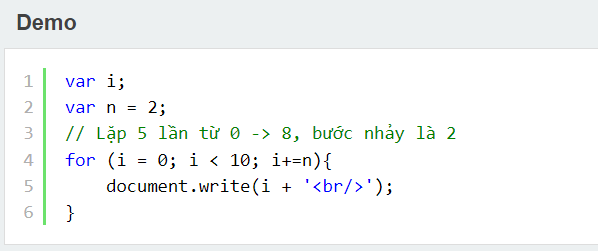 Demo
1 var i;
2 var n = 2;
3 // Lặp 5 lần từ 0 -> 8, bước nhảy là 2
4 for (i = 0; i < 10; i+=n){
5     document.write(i + '<br/>');
6 }